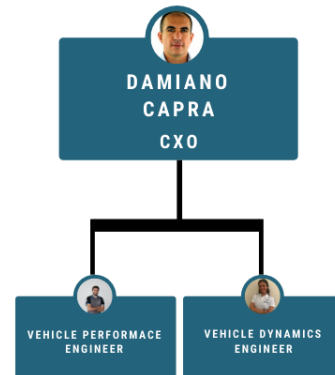 DAMIANO
CAPRA
CXO
VEHICLE PERFORMACE
ENGINEER
VEHICLE DYNAMICS
ENGINEER